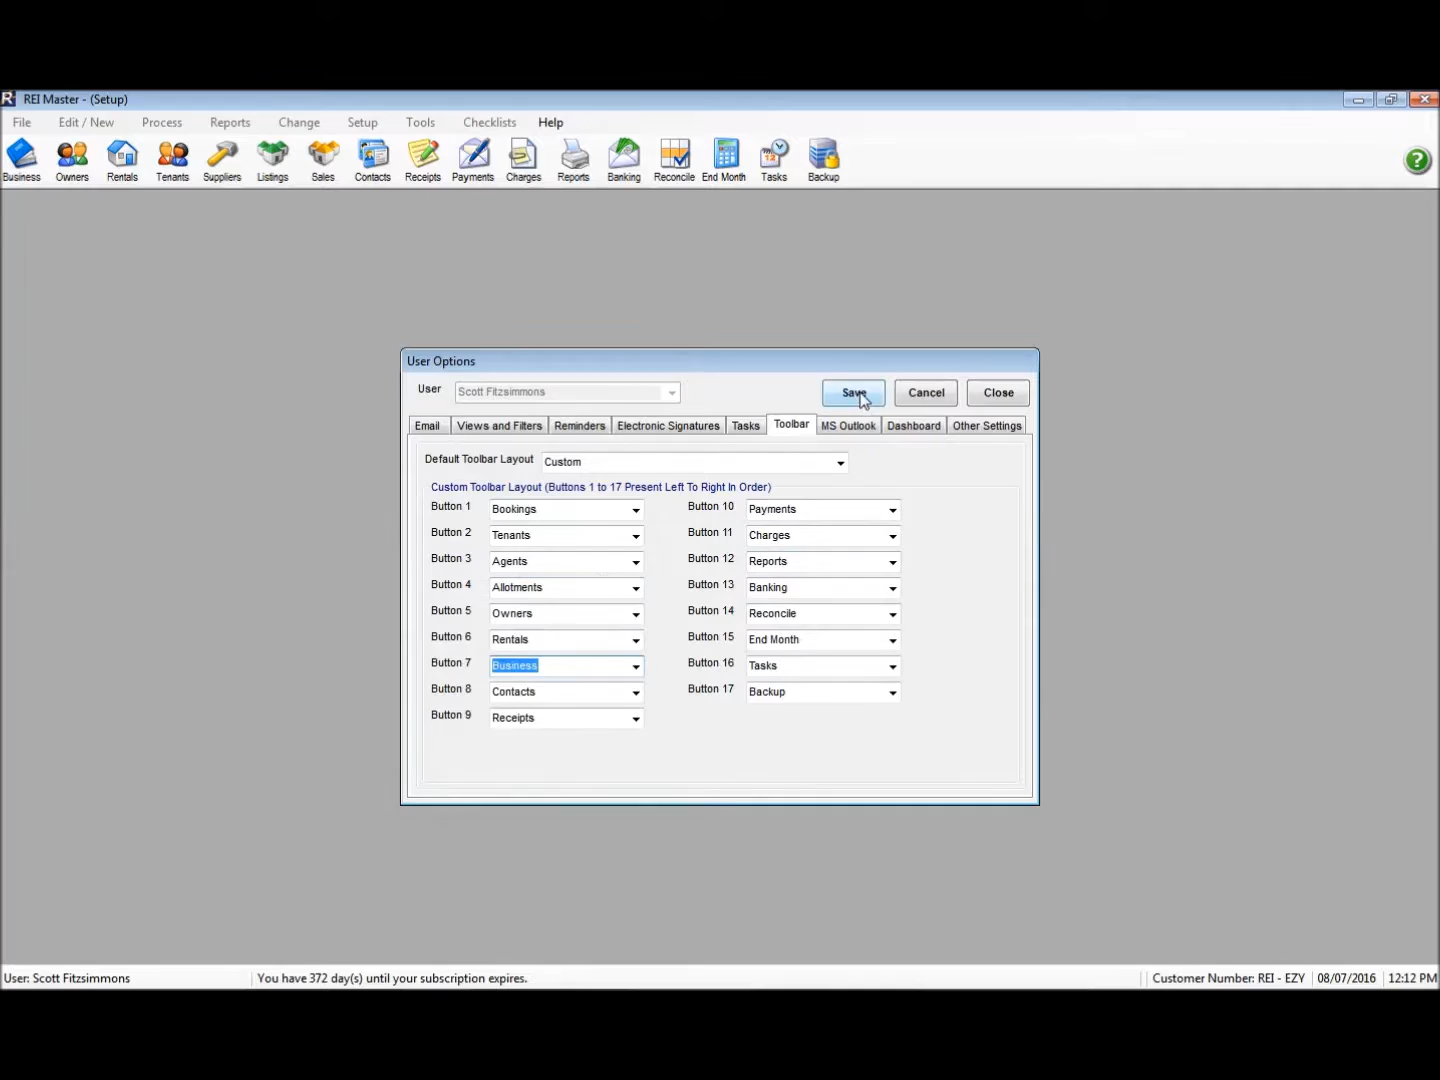 REI Master - (Setup)
File Edit / New Process Reports Change Setup Tools Checklists Help
Business Owners Rentals Tenants Suppliers Listings Sales Contacts Receipts Payments Charges Reports Banking Reconcile End Month Tasks Backup
User Options
User Scott Fitzsimmons Save Cancel Close
Email Views and Filters Reminders Electronic Signatures Tasks Toolbar MS Outlook Dashboard Other Settings
Default Toolbar Layout Custom
Custom Toolbar Layout (Buttons 1 to 17 Present Left To Right In Order)
Button 1 Bookings Button 10 Payments
Button 2 Tenants Button 11 Charges
Button 3 Agents Button 12 Reports
Button 4 Allotments Button 13 Banking
Button 5 Owners Button 14 Reconcile
Button 6 Rentals Button 15 End Month
Button 7 Business Button 16 Tasks
Button 8 Contacts Button 17 Backup
Button 9 Receipts
User: Scott Fitzsimmons You have 372 day(s) until your subscription expires. Customer Number: REI - EZY 08/07/2016 12:12 PM